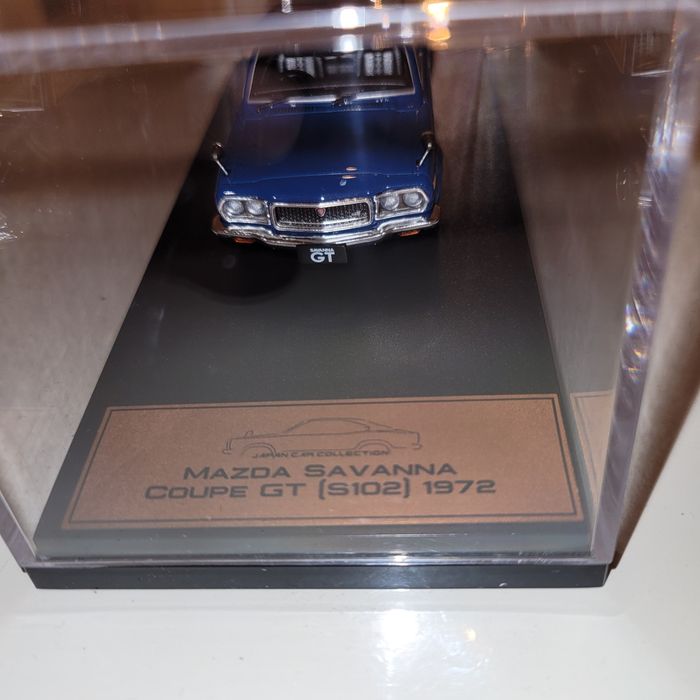 SAVANNA
GT
JAPAN CAR COLLECTION
MAZDA SAVANNA
COUPE GT (S102) 1972